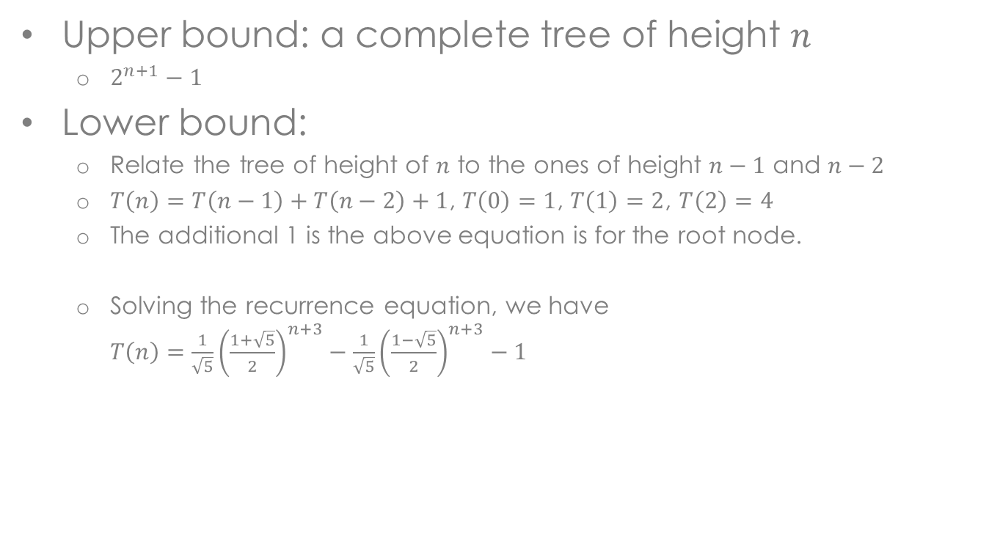 • Upper bound: a complete tree of height n
○ 2^{n+1} − 1
• Lower bound:
○ Relate the tree of height of n to the ones of height n − 1 and n − 2
○ T(n) = T(n − 1) + T(n − 2) + 1, T(0) = 1, T(1) = 2, T(2) = 4
○ The additional 1 is the above equation is for the root node.
○ Solving the recurrence equation, we have
T(n) = \frac{1}{\sqrt{5}} \left(\frac{1+\sqrt{5}}{2}\right)^{n+3} − \frac{1}{\sqrt{5}} \left(\frac{1−\sqrt{5}}{2}\right)^{n+3} − 1